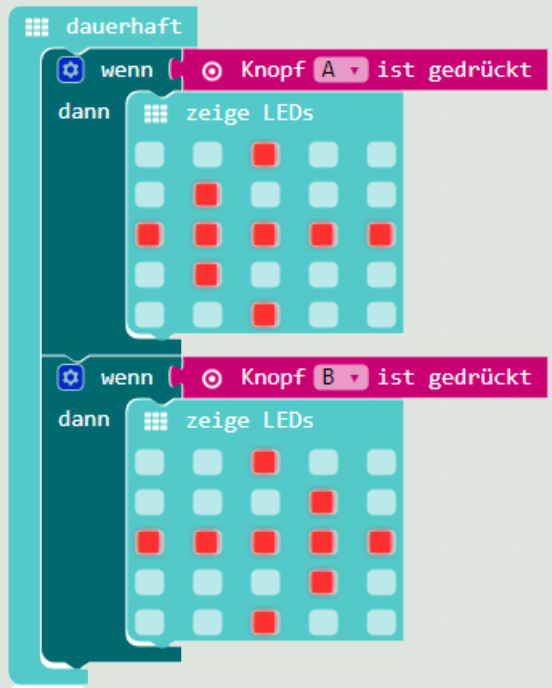 dauerhaft
wenn Knopf A ist gedrückt
dann zeige LEDs
wenn Knopf B ist gedrückt
dann zeige LEDs